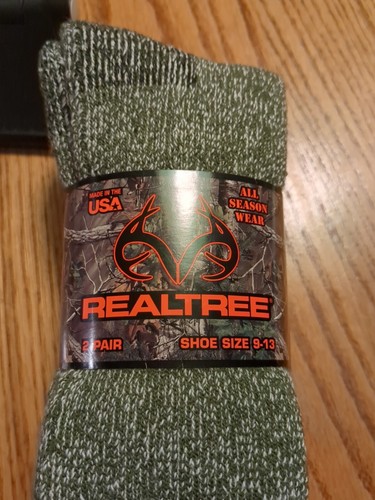 MADE IN THE
USA
ALL
SEASON
WEAR
REALTREE
2 PAIR
SHOE SIZE 9-13